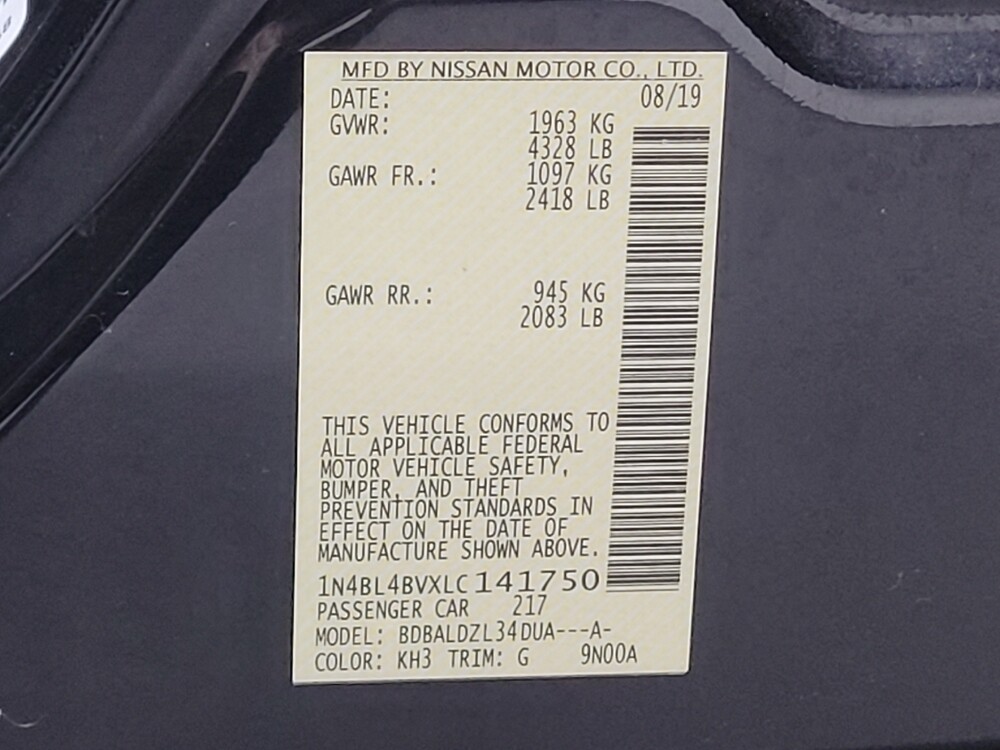 MFD BY NISSAN MOTOR CO., LTD.
DATE: 08/19
GVWR: 1963 KG
4328 LB
GAWR FR.: 1097 KG
2418 LB
GAWR RR.: 945 KG
2083 LB
THIS VEHICLE CONFORMS TO
ALL APPLICABLE FEDERAL
MOTOR VEHICLE SAFETY,
BUMPER, AND THEFT
PREVENTION STANDARDS IN
EFFECT ON THE DATE OF
MANUFACTURE SHOWN ABOVE.
1N4BL4BVXLC141750
PASSENGER CAR 217
MODEL: BDBALDZL34DUA---A-
COLOR: KH3 TRIM: G 9N00A